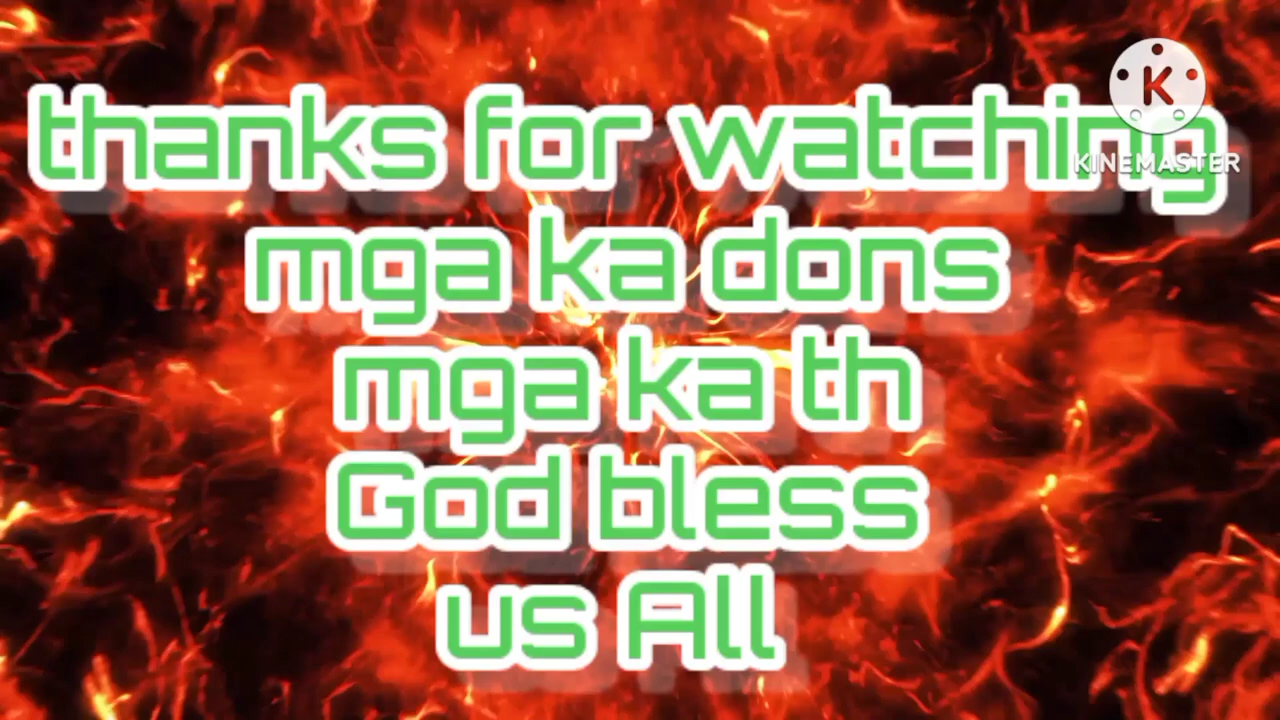 thanks for watching
KINEMASTER
mga ka dons
mga ka th
God bless
us All